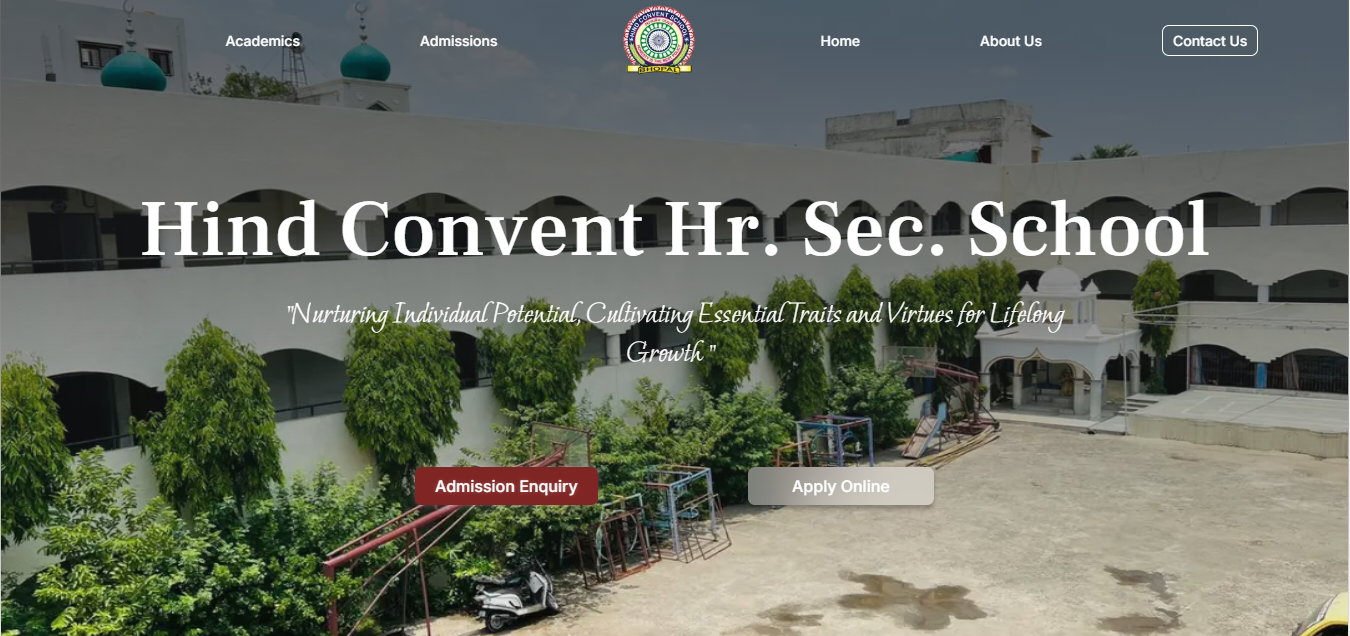 Academics
Admissions
HIND CONVENT SCHOOLS
BHOPAL
Home
About Us
Contact Us
Hind Convent Hr. Sec. School
"Nurturing Individual Potential, Cultivating Essential Traits and Virtues for Lifelong
Growth "
Admission Enquiry
Apply Online